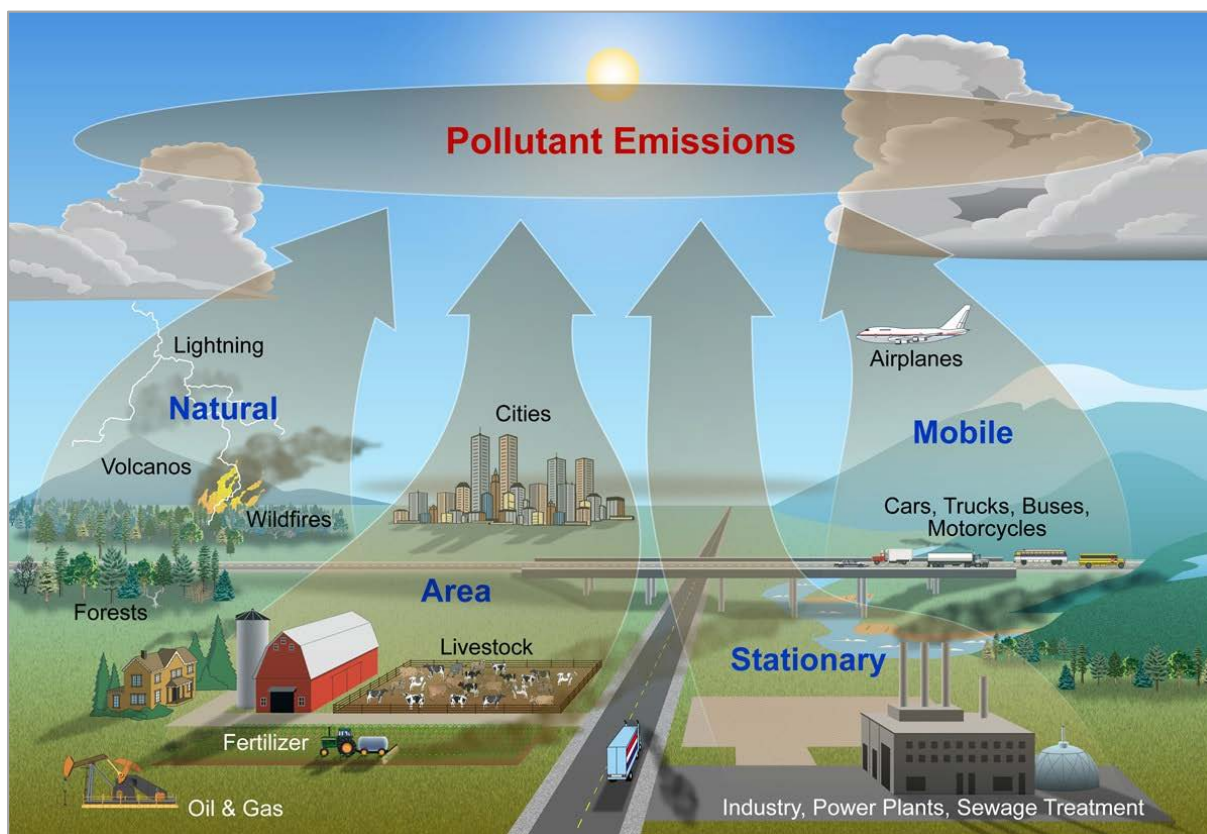 Pollutant Emissions
Lightning
Natural
Volcanos
Wildfires
Forests
Cities
Area
Livestock
Fertilizer
Oil & Gas
Airplanes
Mobile
Cars, Trucks, Buses,
Motorcycles
Stationary
Industry, Power Plants, Sewage Treatment